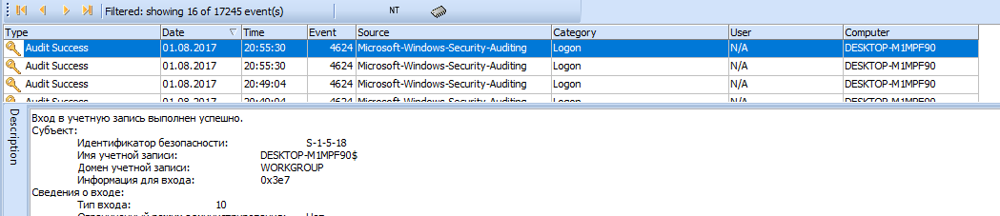 Filtered: showing 16 of 17245 event(s) NT
Type Date Time Event Source Category User Computer
Audit Success 01.08.2017 20:55:30 4624 Microsoft-Windows-Security-Auditing Logon N/A DESKTOP-M1MPF90
Audit Success 01.08.2017 20:55:30 4624 Microsoft-Windows-Security-Auditing Logon N/A DESKTOP-M1MPF90
Audit Success 01.08.2017 20:49:04 4624 Microsoft-Windows-Security-Auditing Logon N/A DESKTOP-M1MPF90
Audit Success 01.08.2017 20:49:04 4624 Microsoft-Windows-Security-Auditing Logon N/A DESKTOP-M1MPF90
Description
Вход в учетную запись выполнен успешно.
Субъект:
Идентификатор безопасности: S-1-5-18
Имя учетной записи: DESKTOP-M1MPF90$
Домен учетной записи: WORKGROUP
Информация для входа: 0x3e7
Сведения о входе:
Тип входа: 10